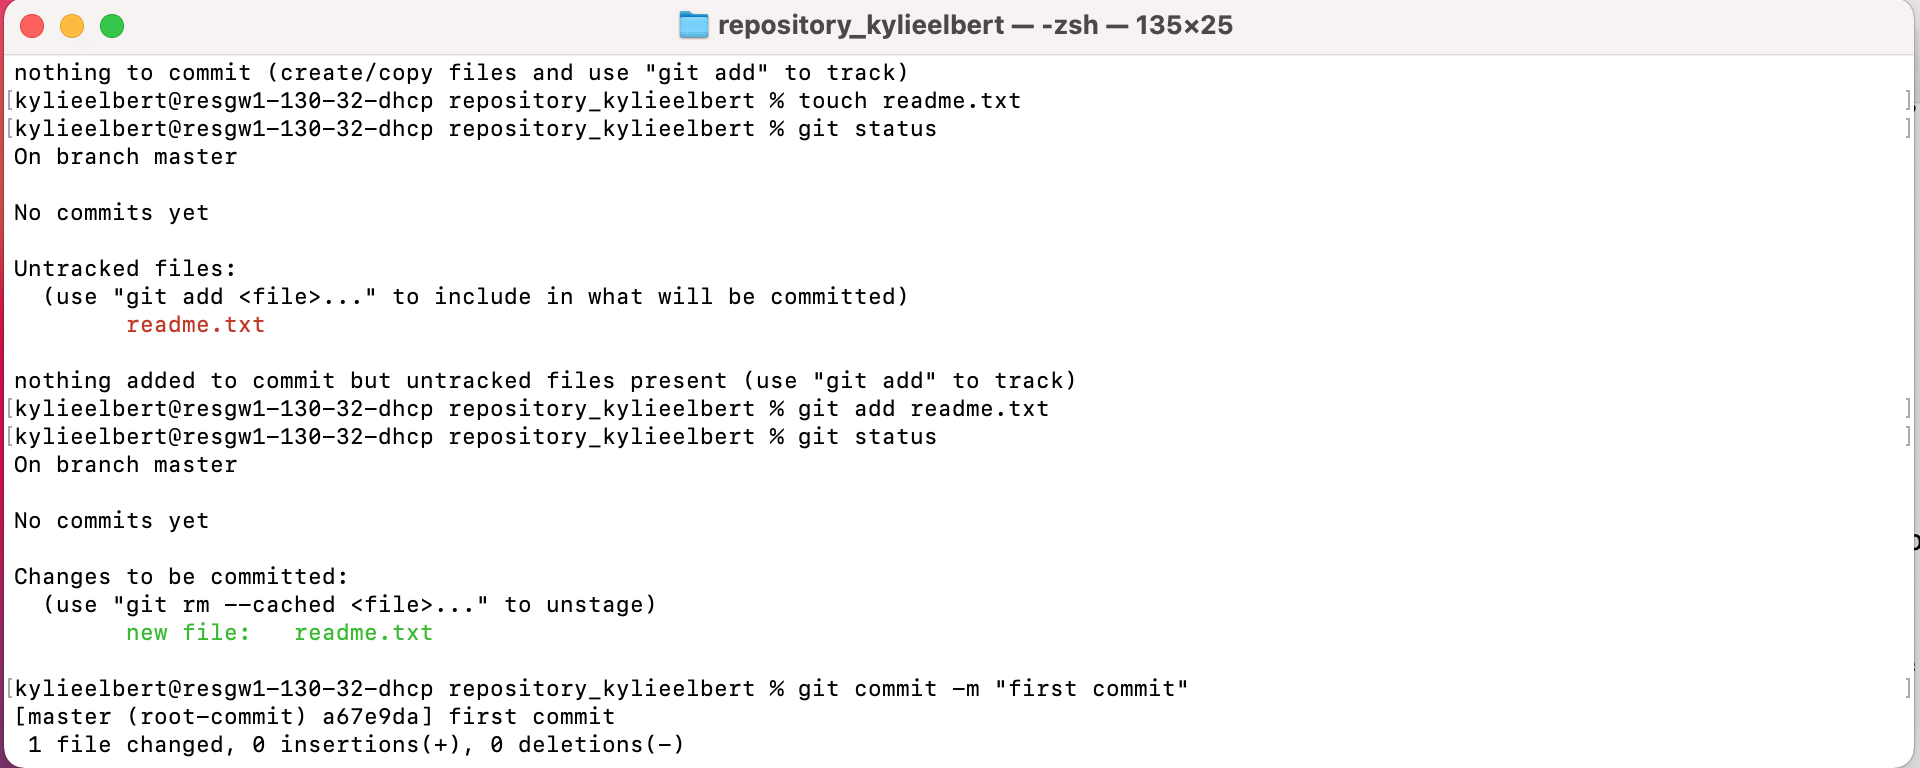 repository_kylieelbert — -zsh — 135×25
nothing to commit (create/copy files and use "git add" to track)
[kylieelbert@resgw1-130-32-dhcp repository_kylieelbert % touch readme.txt ]
[kylieelbert@resgw1-130-32-dhcp repository_kylieelbert % git status ]
On branch master
No commits yet
Untracked files:
  (use "git add <file>..." to include in what will be committed)
        readme.txt
nothing added to commit but untracked files present (use "git add" to track)
[kylieelbert@resgw1-130-32-dhcp repository_kylieelbert % git add readme.txt ]
[kylieelbert@resgw1-130-32-dhcp repository_kylieelbert % git status ]
On branch master
No commits yet
Changes to be committed:
  (use "git rm --cached <file>..." to unstage)
        new file:   readme.txt
[kylieelbert@resgw1-130-32-dhcp repository_kylieelbert % git commit -m "first commit" ]
[master (root-commit) a67e9da] first commit
 1 file changed, 0 insertions(+), 0 deletions(-)